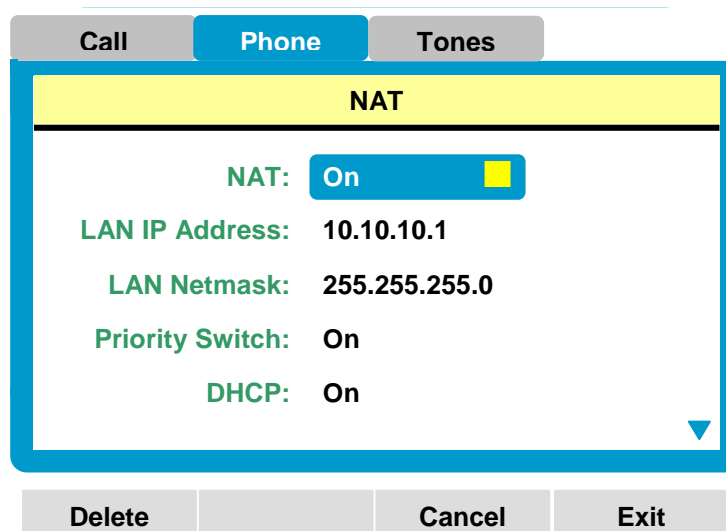 Call Phone Tones
NAT
NAT: On
LAN IP Address: 10.10.10.1
LAN Netmask: 255.255.255.0
Priority Switch: On
DHCP: On
Delete Cancel Exit